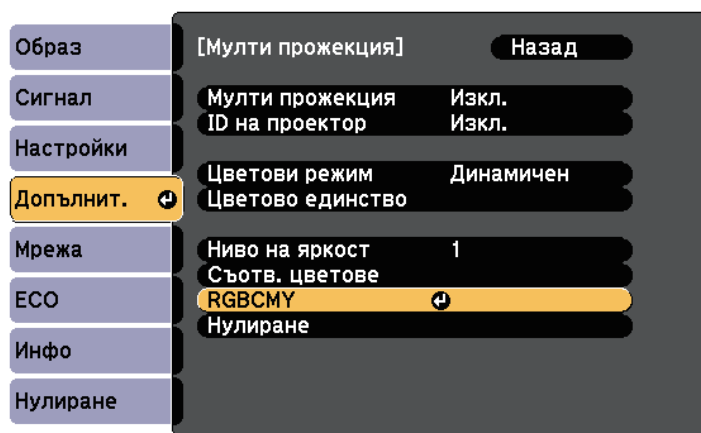 Образ
Сигнал
Настройки
Допълнит.
Мрежа
ECO
Инфо
Нулиране
[Мулти прожекция] Назад
Мулти прожекция Изкл.
ID на проектор Изкл.
Цветови режим Динамичен
Цветово единство
Ниво на яркост 1
Съотв. цветове
RGBCMY
Нулиране